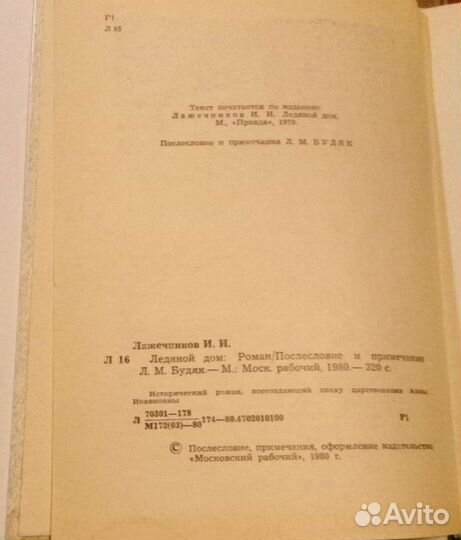 Р1
Л 16
Текст печатается по изданию:
Лажечников И. И. Ледяной дом.
М., «Правда», 1979.
Послесловие и примечания Л. М. БУДЯК
Лажечников И. И.
Л 16 Ледяной дом: Роман/Послесловие и примечание
Л. М. Будяк.— М.: Моск. рабочий, 1980.— 320 с.
Исторический роман, воссоздающий эпоху царствования Анны
Иоанновны
Л 70301—178
М172(03)—80 174—80.4702010100 Р1
© Послесловие, примечания, оформление издательства
«Московский рабочий», 1980 г.
Avito